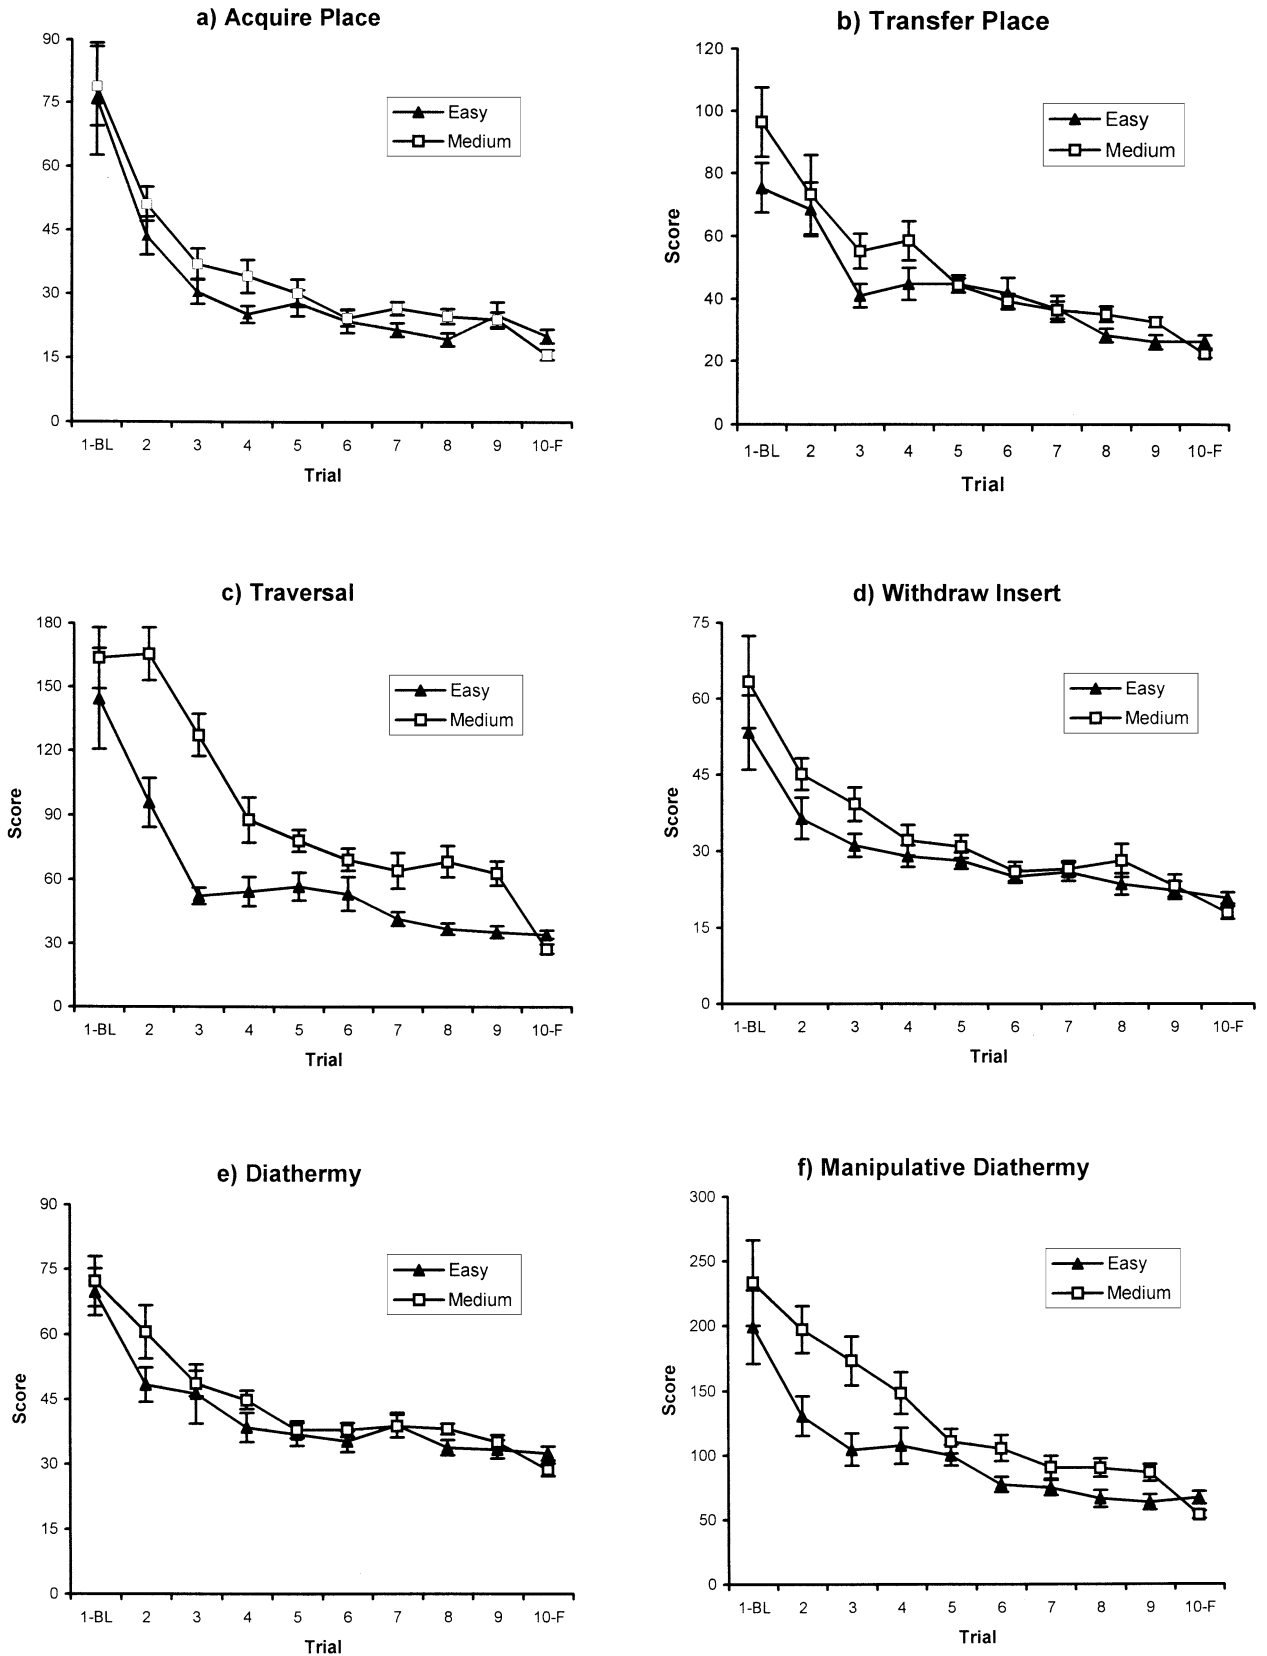 a) Acquire Place
90
75
60
45
30
15
0
Easy
Medium
1-BL 2 3 4 5 6 7 8 9 10-F
Trial
b) Transfer Place
Score
120
100
80
60
40
20
0
Easy
Medium
1-BL 2 3 4 5 6 7 8 9 10-F
Trial
c) Traversal
Score
180
150
120
90
60
30
0
Easy
Medium
1-BL 2 3 4 5 6 7 8 9 10-F
Trial
d) Withdraw Insert
Score
75
60
45
30
15
0
Easy
Medium
1-BL 2 3 4 5 6 7 8 9 10-F
Trial
e) Diathermy
Score
90
75
60
45
30
15
0
Easy
Medium
1-BL 2 3 4 5 6 7 8 9 10-F
Trial
f) Manipulative Diathermy
Score
300
250
200
150
100
50
0
Easy
Medium
1-BL 2 3 4 5 6 7 8 9 10-F
Trial